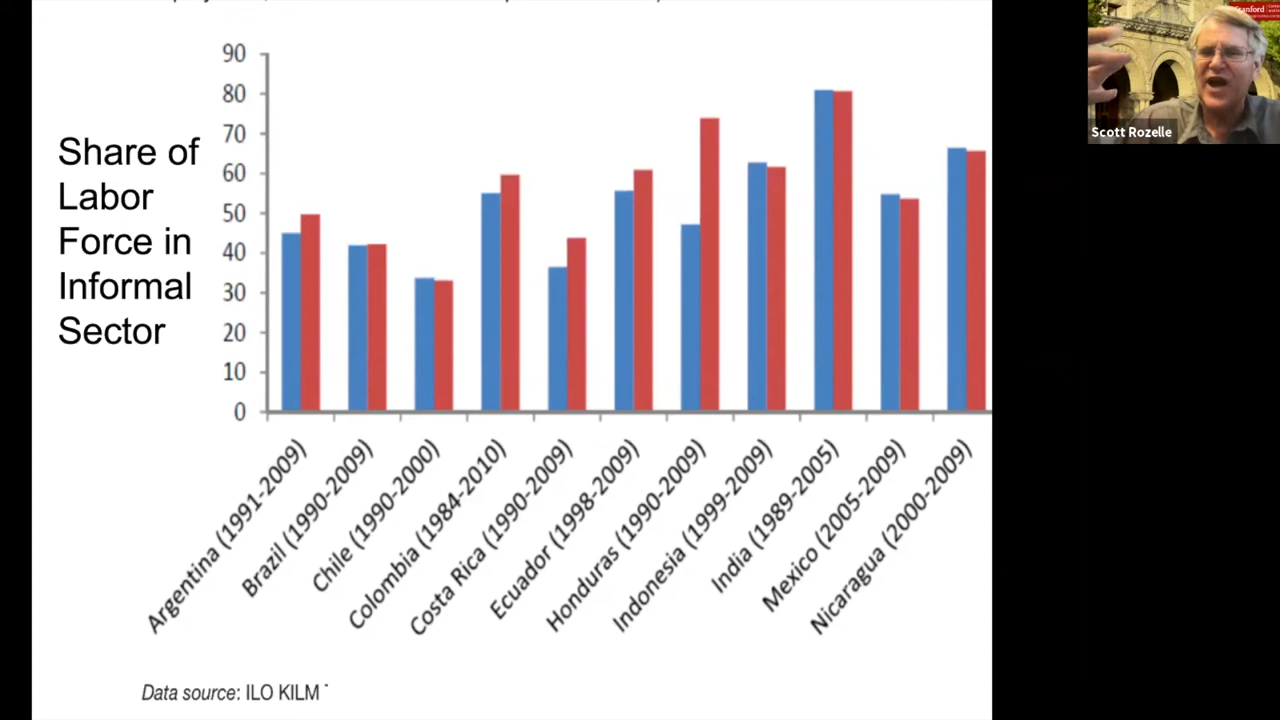 90
80
70
60
50
40
30
20
10
0
Share of
Labor
Force in
Informal
Sector
Argentina (1991-2009)
Brazil (1990-2009)
Chile (1990-2000)
Colombia (1984-2010)
Costa Rica (1990-2009)
Ecuador (1998-2009)
Honduras (1990-2009)
Indonesia (1999-2009)
India (1989-2005)
Mexico (2005-2009)
Nicaragua (2000-2009)
Data source: ILO KILM
Scott Rozelle